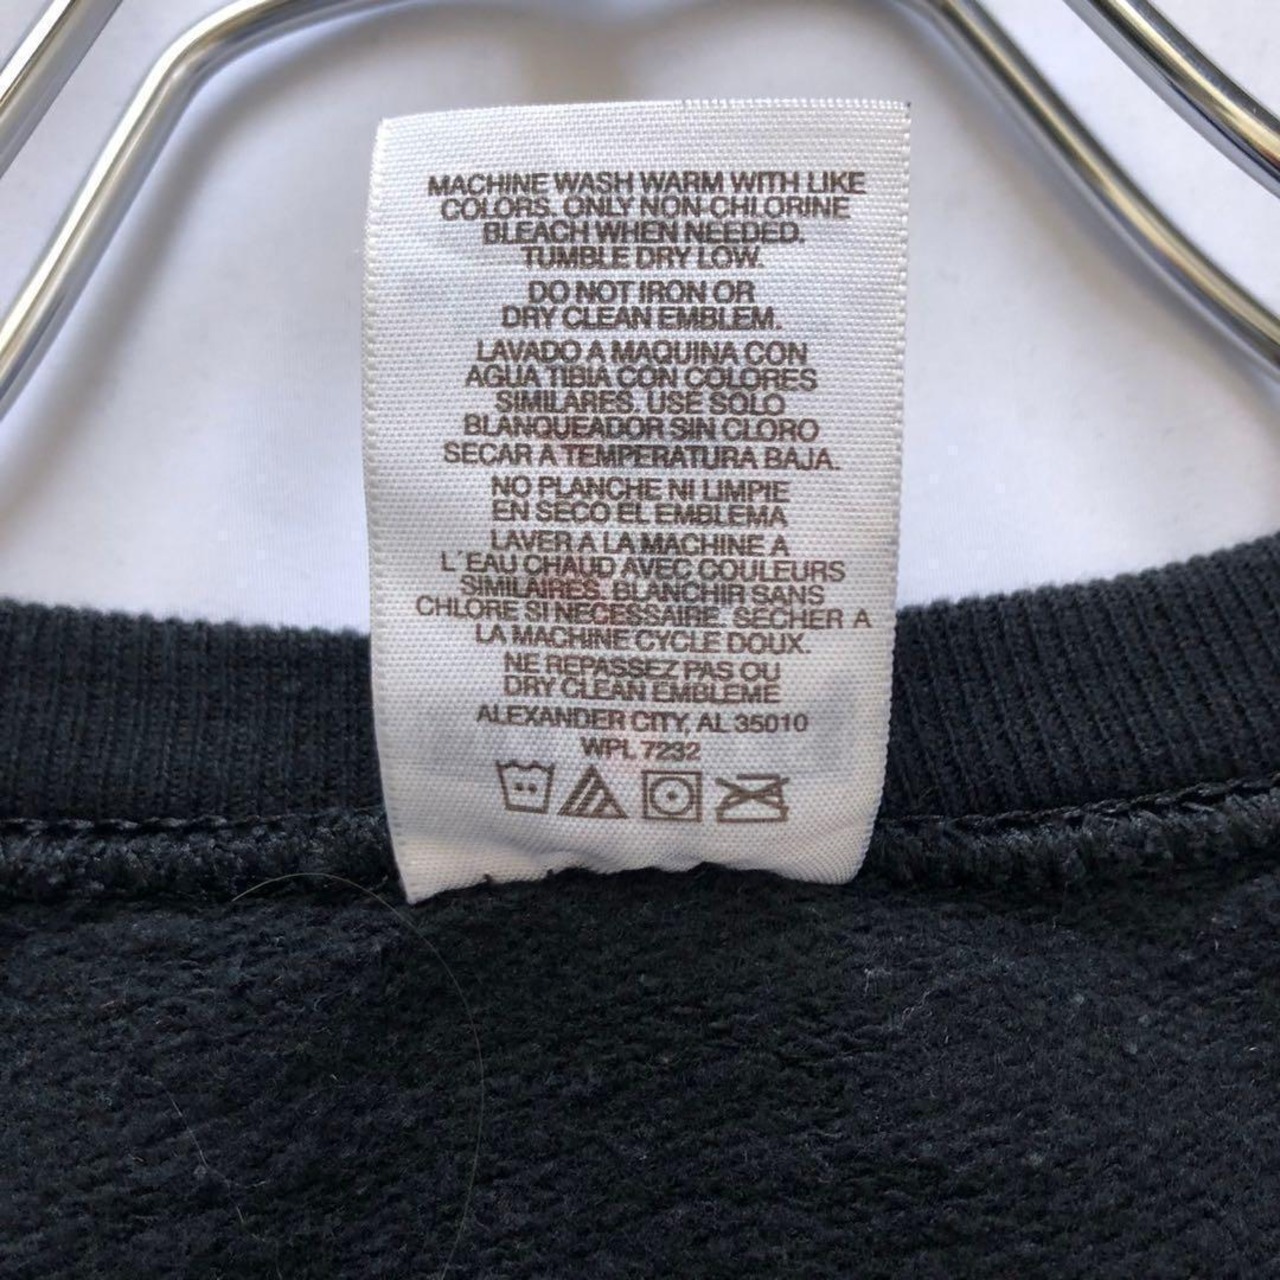 MACHINE WASH WARM WITH LIKE
COLORS. ONLY NON-CHLORINE
BLEACH WHEN NEEDED.
TUMBLE DRY LOW.
DO NOT IRON OR
DRY CLEAN EMBLEM.
LAVADO A MAQUINA CON
AGUA TIBIA CON COLORES
SIMILARES. USE SOLO
BLANQUEADOR SIN CLORO
SECAR A TEMPERATURA BAJA.
NO PLANCHE NI LIMPIE
EN SECO EL EMBLEMA
LAVER A LA MACHINE A
L´EAU CHAUD AVEC COULEURS
SIMILAIRES. BLANCHIR SANS
CHLORE SI NECESSAIRE. SECHER A
LA MACHINE CYCLE DOUX.
NE REPASSEZ PAS OU
DRY CLEAN EMBLEME
ALEXANDER CITY, AL 35010
WPL 7232